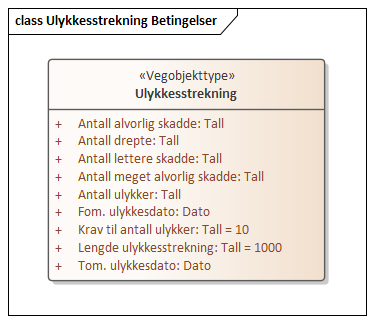 class Ulykkesstrekning Betingelser
«Vegobjekttype»
Ulykkesstrekning
+ Antall alvorlig skadde: Tall
+ Antall drepte: Tall
+ Antall lettere skadde: Tall
+ Antall meget alvorlig skadde: Tall
+ Antall ulykker: Tall
+ Fom. ulykkesdato: Dato
+ Krav til antall ulykker: Tall = 10
+ Lengde ulykkesstrekning: Tall = 1000
+ Tom. ulykkesdato: Dato